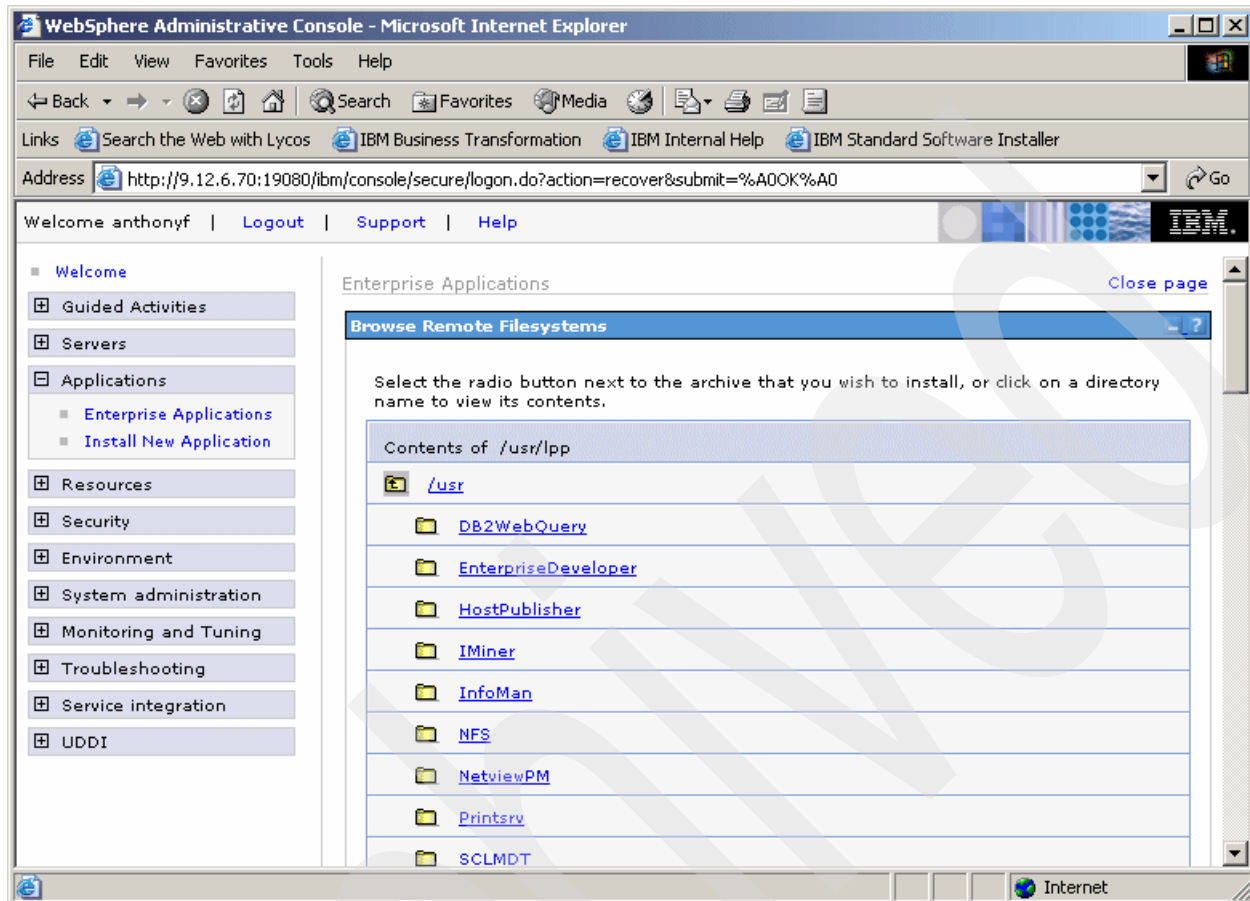 WebSphere Administrative Console - Microsoft Internet Explorer
File Edit View Favorites Tools Help
Back Search Favorites Media
Links Search the Web with Lycos IBM Business Transformation IBM Internal Help IBM Standard Software Installer
Address http://9.12.6.70:19080/ibm/console/secure/logon.do?action=recover&submit=%A0OK%A0 Go
Welcome anthonyf | Logout | Support | Help IBM.
Welcome
Guided Activities
Servers
Applications
Enterprise Applications
Install New Application
Resources
Security
Environment
System administration
Monitoring and Tuning
Troubleshooting
Service integration
UDDI
Enterprise Applications Close page
Browse Remote Filesystems - ?
Select the radio button next to the archive that you wish to install, or click on a directory
name to view its contents.
Contents of /usr/lpp
/usr
DB2WebQuery
EnterpriseDeveloper
HostPublisher
IMiner
InfoMan
NFS
NetviewPM
Printsrv
SCLMDT
Internet